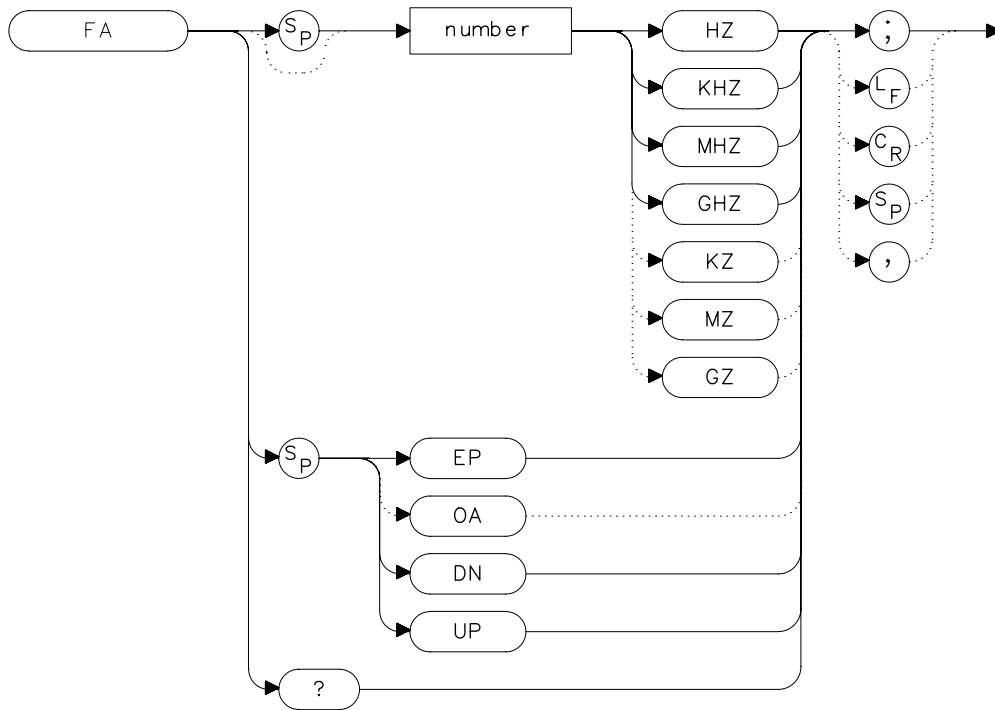 FA SP number HZ ;
KHZ LF
MHZ CR
GHZ SP
KZ ,
MZ
GZ
SP EP
OA
DN
UP
?